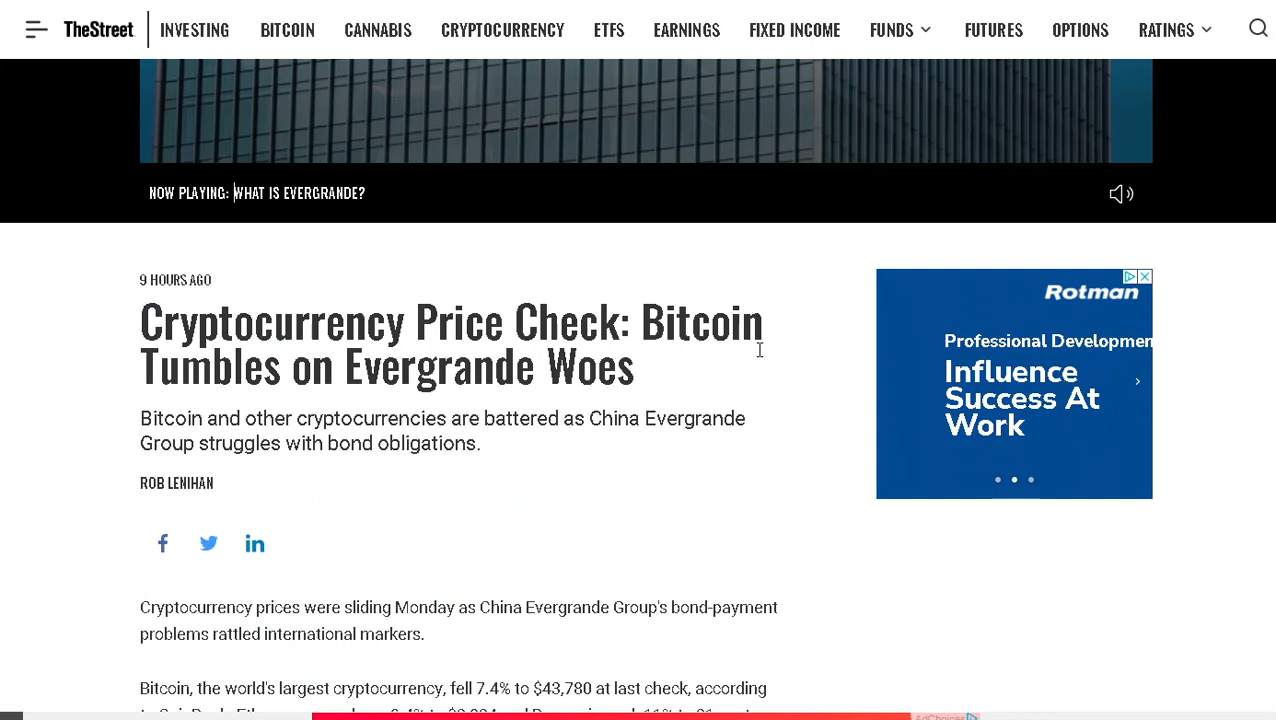 TheStreet INVESTING BITCOIN CANNABIS CRYPTOCURRENCY ETFS EARNINGS FIXED INCOME FUNDS FUTURES OPTIONS RATINGS
NOW PLAYING: WHAT IS EVERGRANDE?
9 HOURS AGO
Cryptocurrency Price Check: Bitcoin
Tumbles on Evergrande Woes
Bitcoin and other cryptocurrencies are battered as China Evergrande
Group struggles with bond obligations.
ROB LENIHAN
Cryptocurrency prices were sliding Monday as China Evergrande Group's bond-payment
problems rattled international markers.
Bitcoin, the world's largest cryptocurrency, fell 7.4% to $43,780 at last check, according
Rotman
Professional Developmen
Influence
Success At
Work
AdChoices